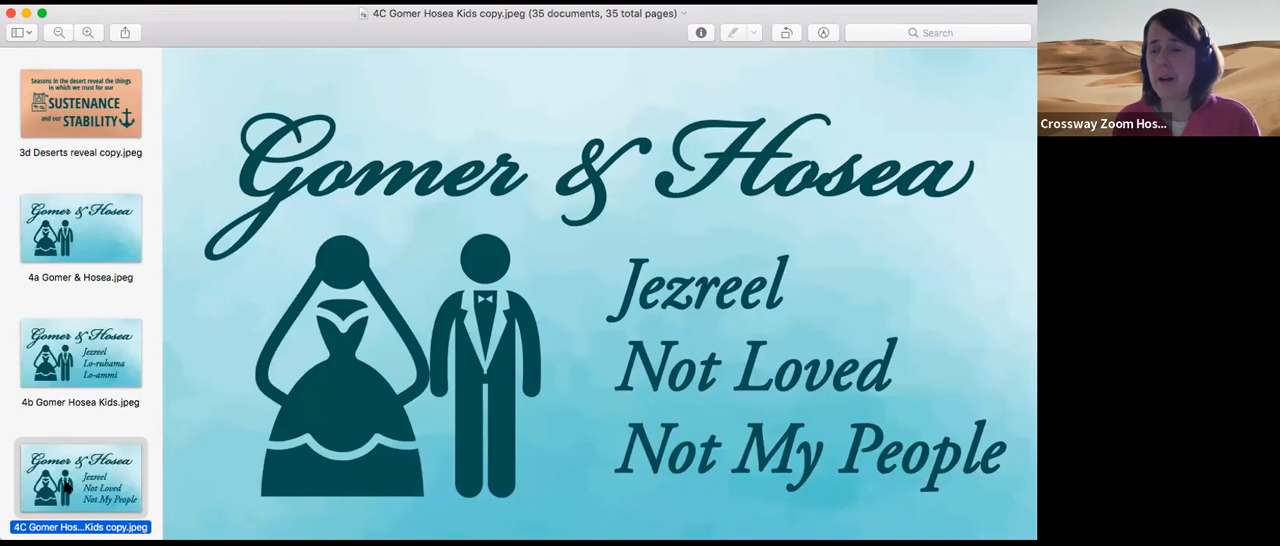 4C Gomer Hosea Kids copy.jpeg (35 documents, 35 total pages)
Search
Seasons in the desert reveal the things
in which we trust for our
SUSTENANCE
and our STABILITY
3d Deserts reveal copy.jpeg
Gomer & Hosea
4a Gomer & Hosea.jpeg
Gomer & Hosea
Jezreel
Lo-ruhama
Lo-ammi
4b Gomer Hosea Kids.jpeg
Gomer & Hosea
Jezreel
Not Loved
Not My People
4C Gomer Hos...Kids copy.jpeg
Gomer & Hosea
Jezreel
Not Loved
Not My People
Crossway Zoom Hos...